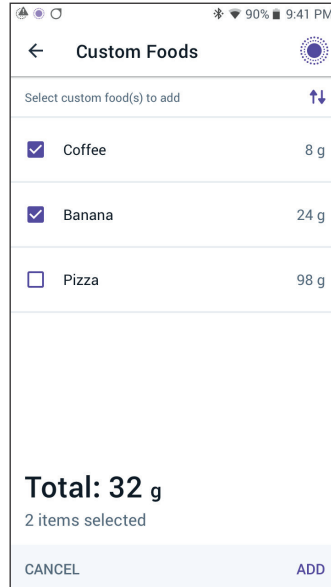 90% 9:41 PM
Custom Foods
Select custom food(s) to add
Coffee 8 g
Banana 24 g
Pizza 98 g
Total: 32 g
2 items selected
CANCEL ADD